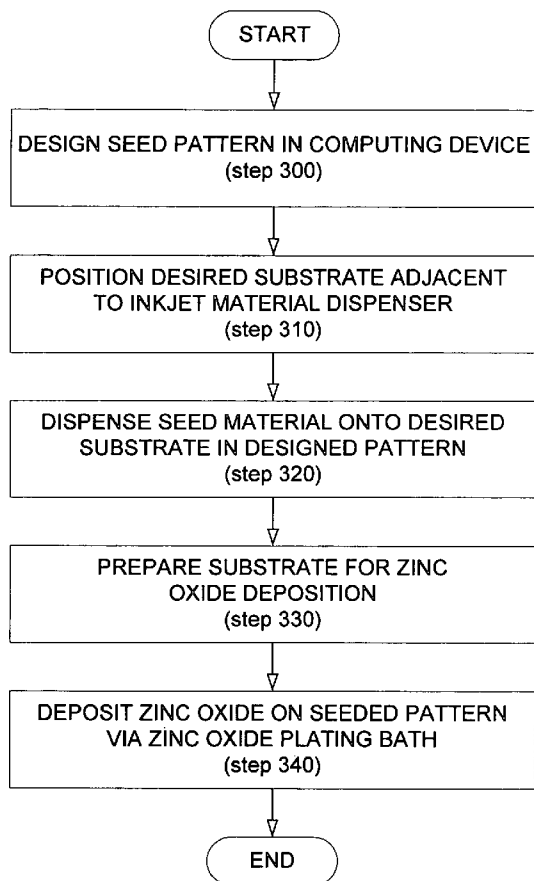 START
DESIGN SEED PATTERN IN COMPUTING DEVICE
(step 300)
POSITION DESIRED SUBSTRATE ADJACENT
TO INKJET MATERIAL DISPENSER
(step 310)
DISPENSE SEED MATERIAL ONTO DESIRED
SUBSTRATE IN DESIGNED PATTERN
(step 320)
PREPARE SUBSTRATE FOR ZINC
OXIDE DEPOSITION
(step 330)
DEPOSIT ZINC OXIDE ON SEEDED PATTERN
VIA ZINC OXIDE PLATING BATH
(step 340)
END